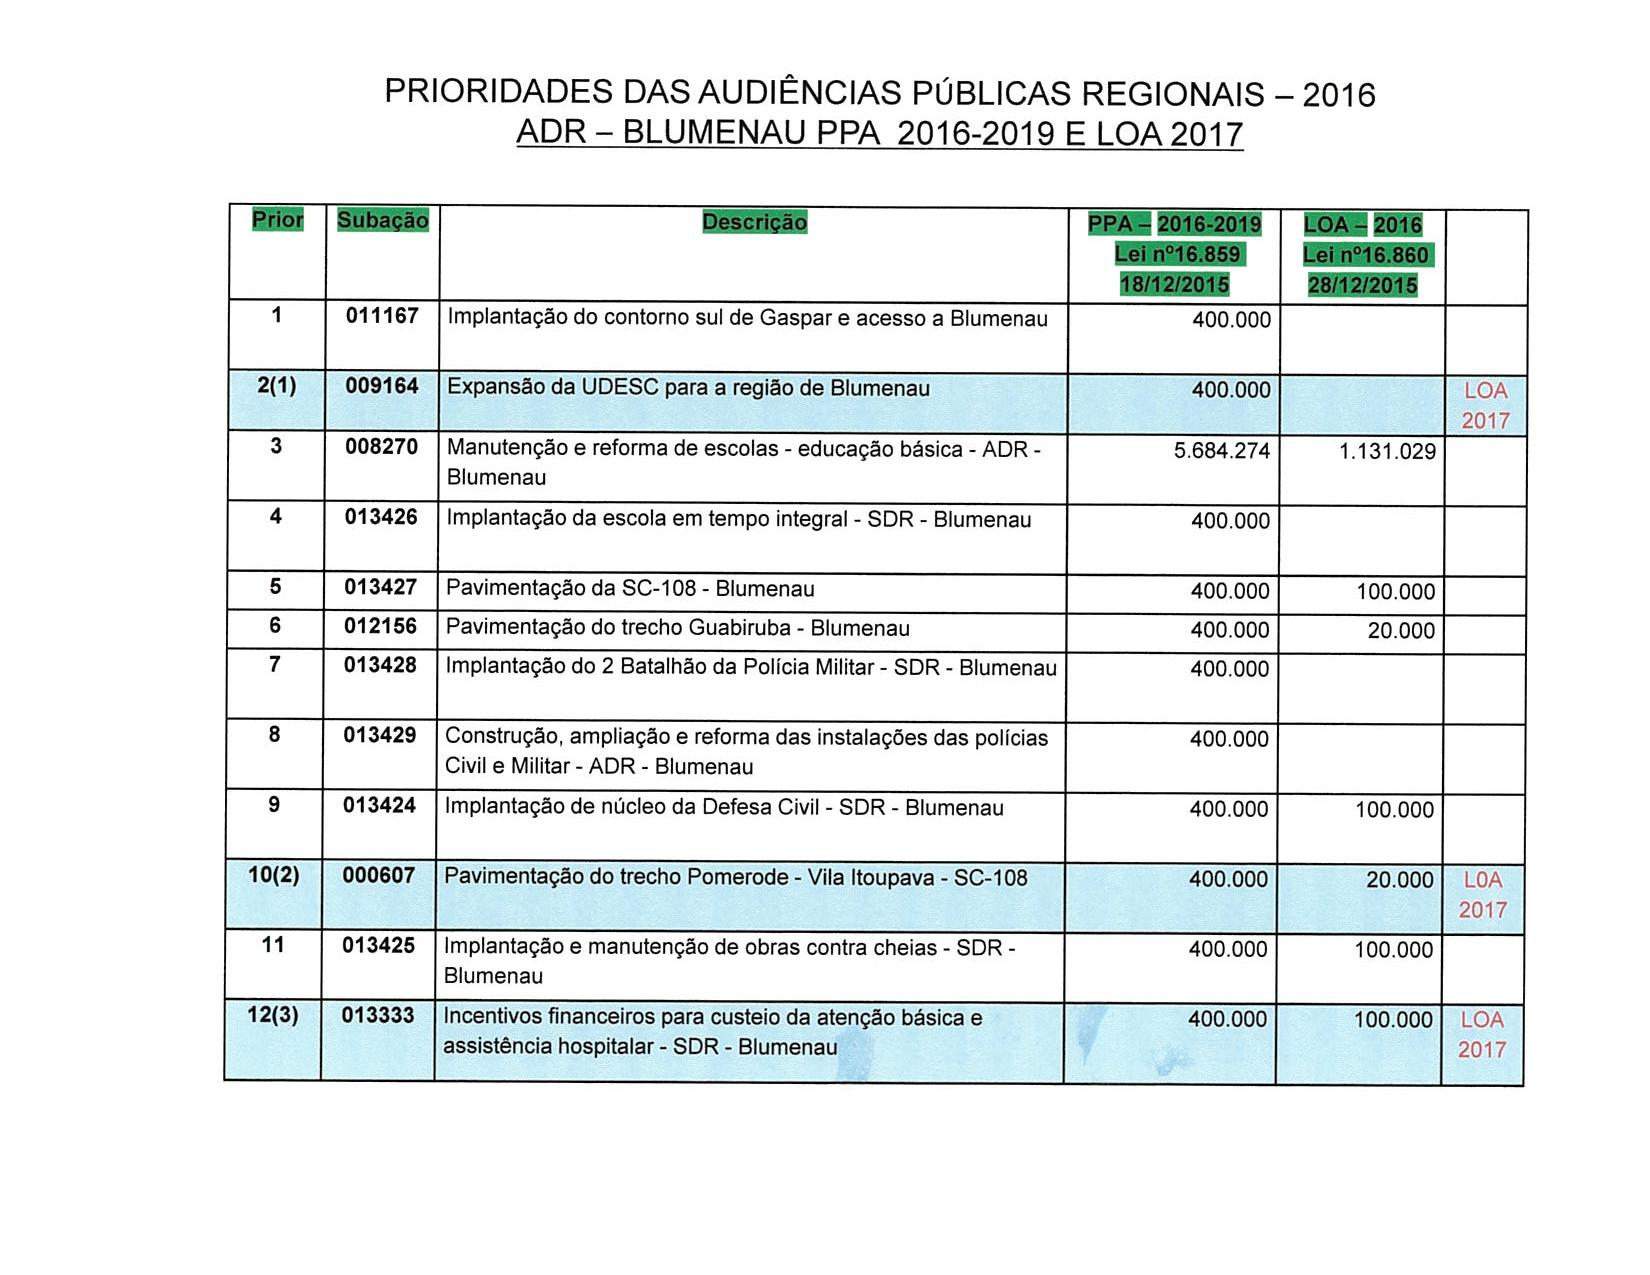 PRIORIDADES DAS AUDIÊNCIAS PÚBLICAS REGIONAIS – 2016
ADR – BLUMENAU PPA 2016-2019 E LOA 2017
Prior Subação Descrição PPA – 2016-2019 LOA – 2016
Lei nº16.859 Lei nº16.860
18/12/2015 28/12/2015
1 011167 Implantação do contorno sul de Gaspar e acesso a Blumenau 400.000
2(1) 009164 Expansão da UDESC para a região de Blumenau 400.000 LOA
2017
3 008270 Manutenção e reforma de escolas - educação básica - ADR - 5.684.274 1.131.029
Blumenau
4 013426 Implantação da escola em tempo integral - SDR - Blumenau 400.000
5 013427 Pavimentação da SC-108 - Blumenau 400.000 100.000
6 012156 Pavimentação do trecho Guabiruba - Blumenau 400.000 20.000
7 013428 Implantação do 2 Batalhão da Polícia Militar - SDR - Blumenau 400.000
8 013429 Construção, ampliação e reforma das instalações das polícias 400.000
Civil e Militar - ADR - Blumenau
9 013424 Implantação de núcleo da Defesa Civil - SDR - Blumenau 400.000 100.000
10(2) 000607 Pavimentação do trecho Pomerode - Vila Itoupava - SC-108 400.000 20.000 L0A
2017
11 013425 Implantação e manutenção de obras contra cheias - SDR - 400.000 100.000
Blumenau
12(3) 013333 Incentivos financeiros para custeio da atenção básica e 400.000 100.000 LOA
assistência hospitalar - SDR - Blumenau 2017